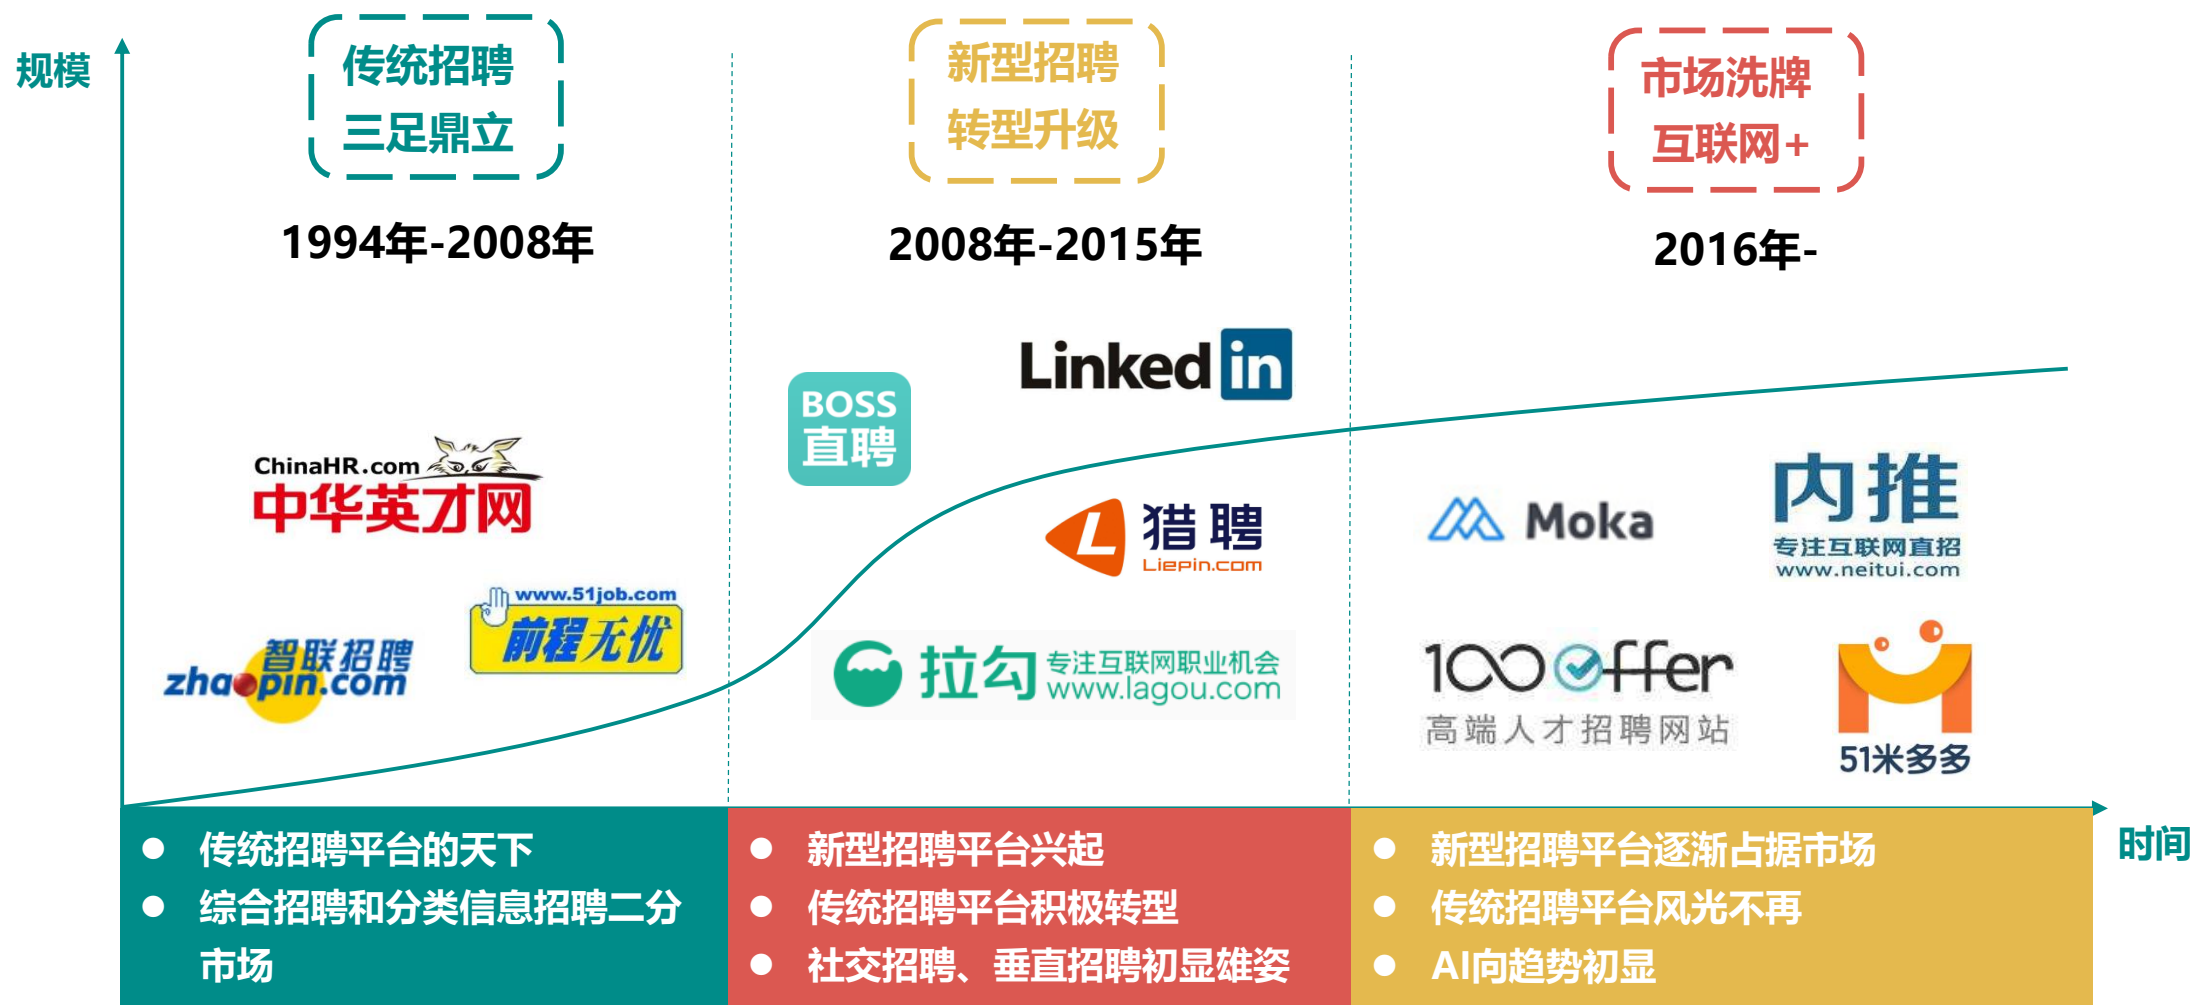 规模
传统招聘
三足鼎立
1994年-2008年
新型招聘
转型升级
2008年-2015年
市场洗牌
互联网+
2016年-
ChinaHR.com
中华英才网
www.51job.com
前程无忧
智联招聘
zhaopin.com
BOSS
直聘
Linked in
L
猎聘
Liepin.com
拉勾
专注互联网职业机会
www.lagou.com
Moka
内推
专注互联网直招
www.neitui.com
100 offer
高端人才招聘网站
51米多多
● 传统招聘平台的天下
● 综合招聘和分类信息招聘二分
市场
● 新型招聘平台兴起
● 传统招聘平台积极转型
● 社交招聘、垂直招聘初显雄姿
● 新型招聘平台逐渐占据市场
● 传统招聘平台风光不再
● AI向趋势初显
时间